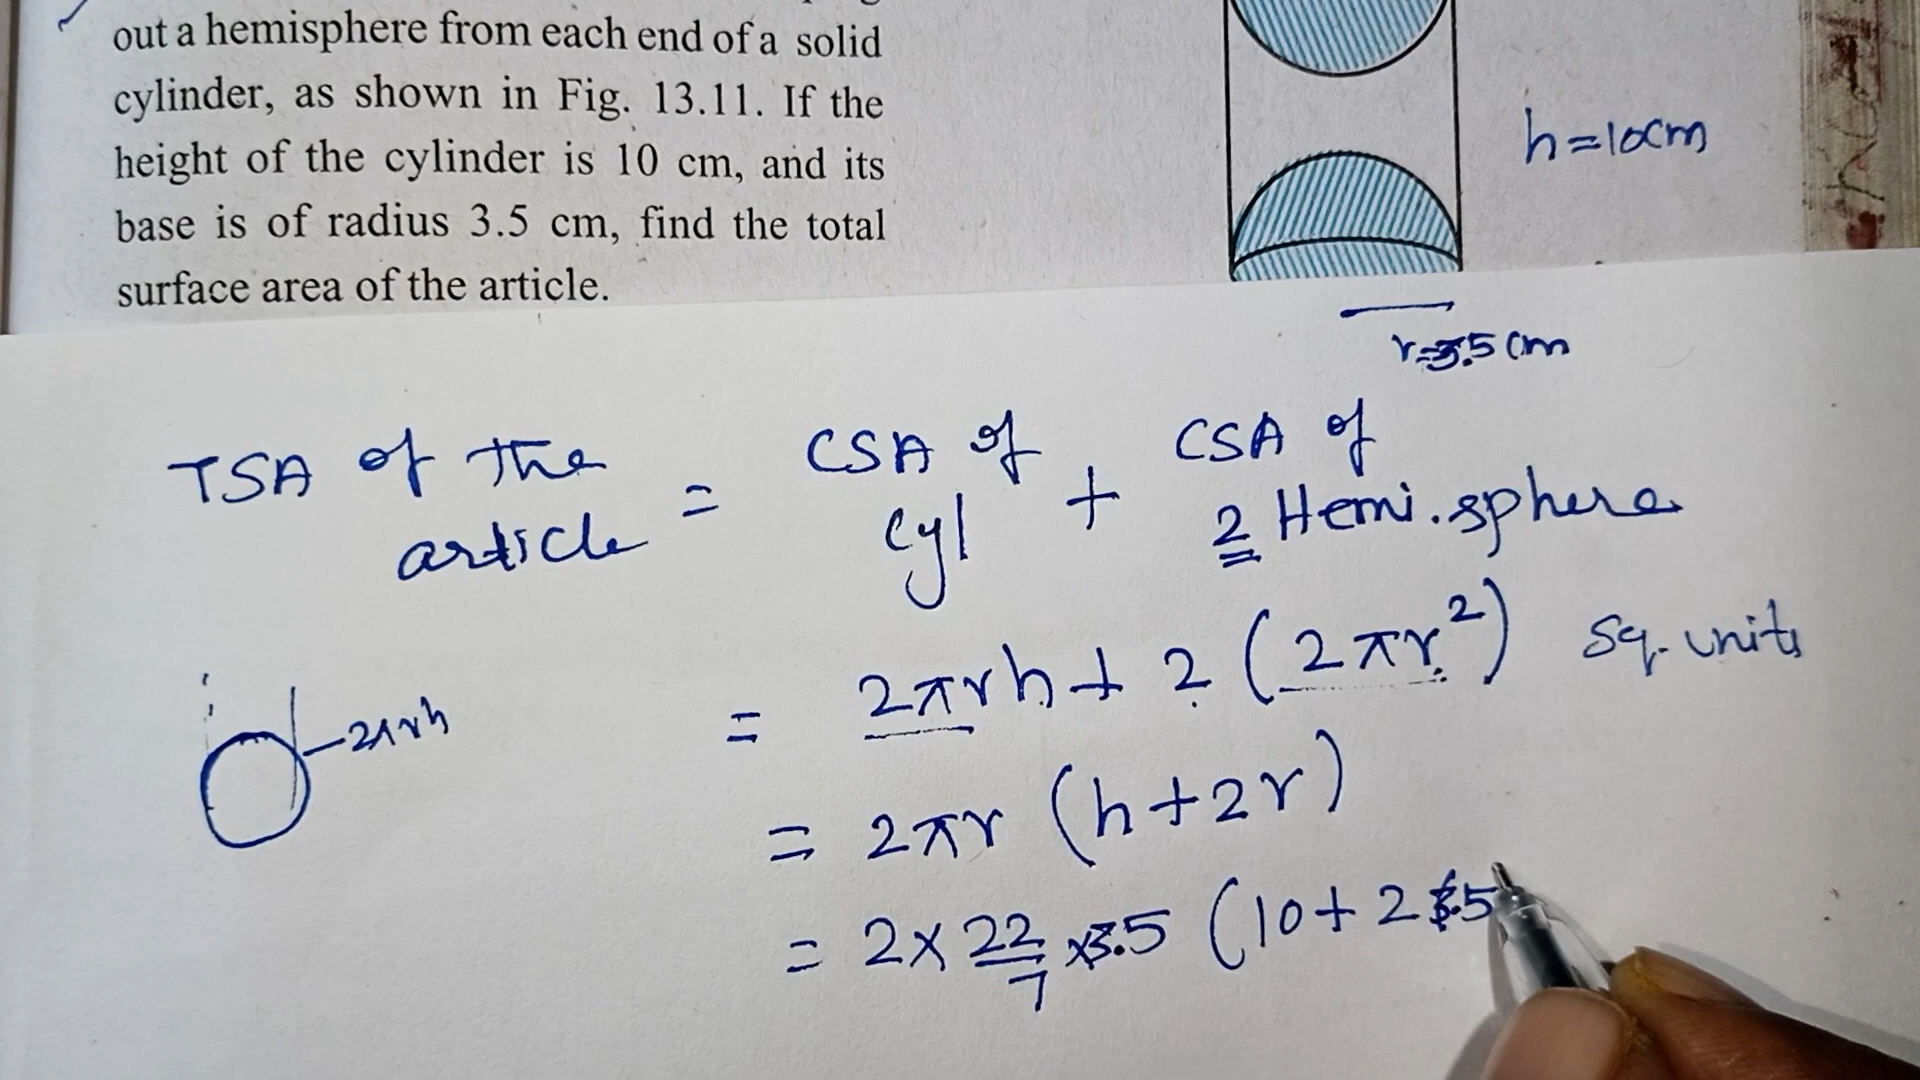 out a hemisphere from each end of a solid
cylinder, as shown in Fig. 13.11. If the
height of the cylinder is 10 cm, and its
base is of radius 3.5 cm, find the total
surface area of the article.
h=10cm
r=3.5 cm
TSA of the article = CSA of cyl + CSA of 2 Hemi.sphere
= 2πrh + 2 (2πr²) Sq. units
2πrh
= 2πr (h+2r)
= 2 × 22/7 × 3.5 (10 + 2 3.5